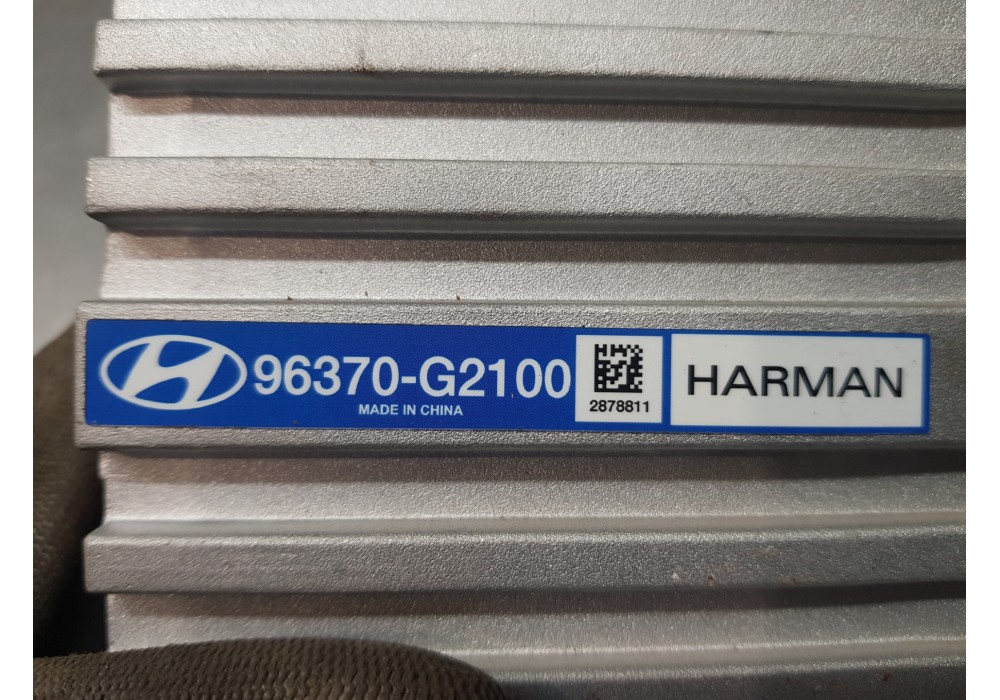 96370-G2100
MADE IN CHINA
2878811
HARMAN